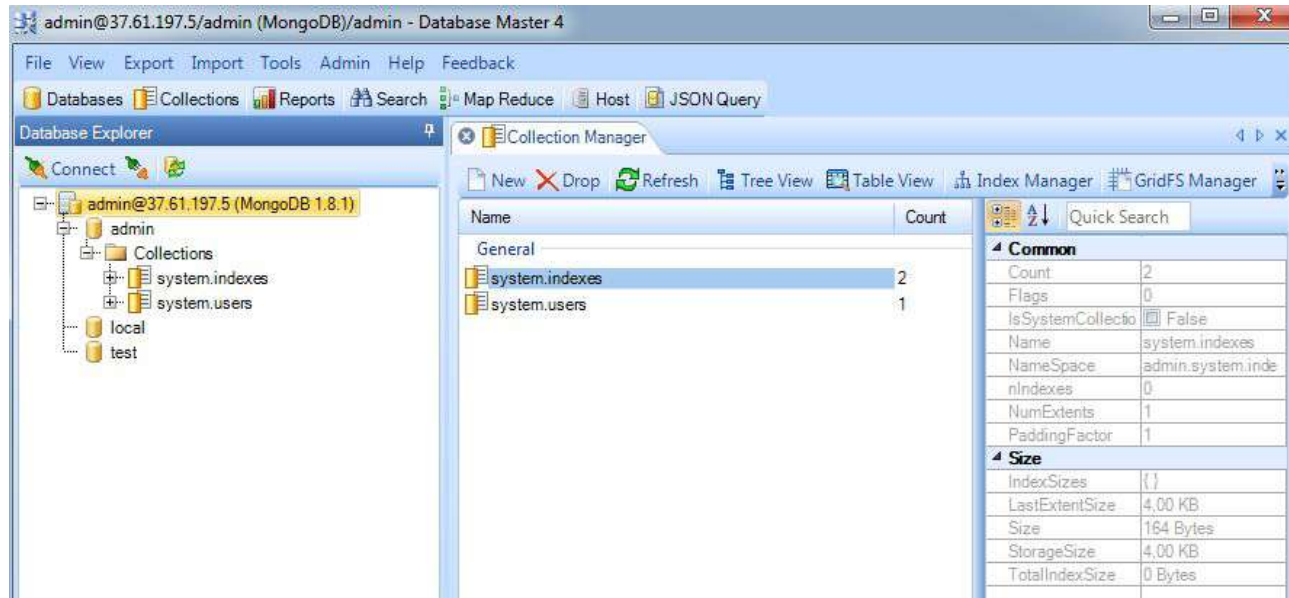 admin@37.61.197.5/admin (MongoDB)/admin - Database Master 4
File View Export Import Tools Admin Help Feedback
Databases Collections Reports Search Map Reduce Host JSON Query
Database Explorer
Connect
admin@37.61.197.5 (MongoDB 1.8.1)
admin
Collections
system.indexes
system.users
local
test
Collection Manager
New Drop Refresh Tree View Table View Index Manager GridFS Manager
Name Count
General
system.indexes 2
system.users 1
Quick Search
Common
Count 2
Flags 0
IsSystemCollectio False
Name system.indexes
NameSpace admin.system.inde
nIndexes 0
NumExtents 1
PaddingFactor 1
Size
IndexSizes { }
LastExtentSize 4,00 KB
Size 164 Bytes
StorageSize 4,00 KB
TotalIndexSize 0 Bytes